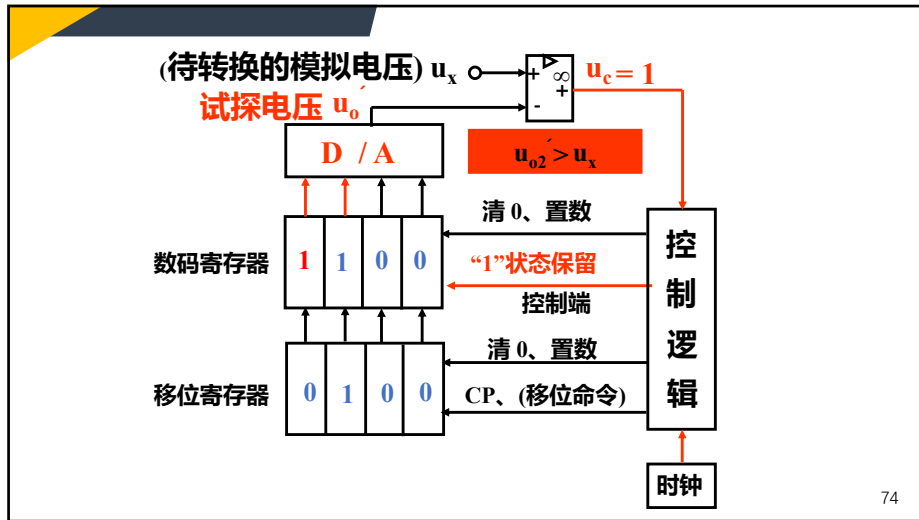 (待转换的模拟电压) uₓ + ▷ ∞ + - u_c = 1
试探电压 uₒ′
D / A
uₒ₂′ > uₓ
清 0、置数
数码寄存器 1 1 0 0 “1”状态保留
控制端
清 0、置数
移位寄存器 0 1 0 0 CP、(移位命令)
控制逻辑
时钟
74